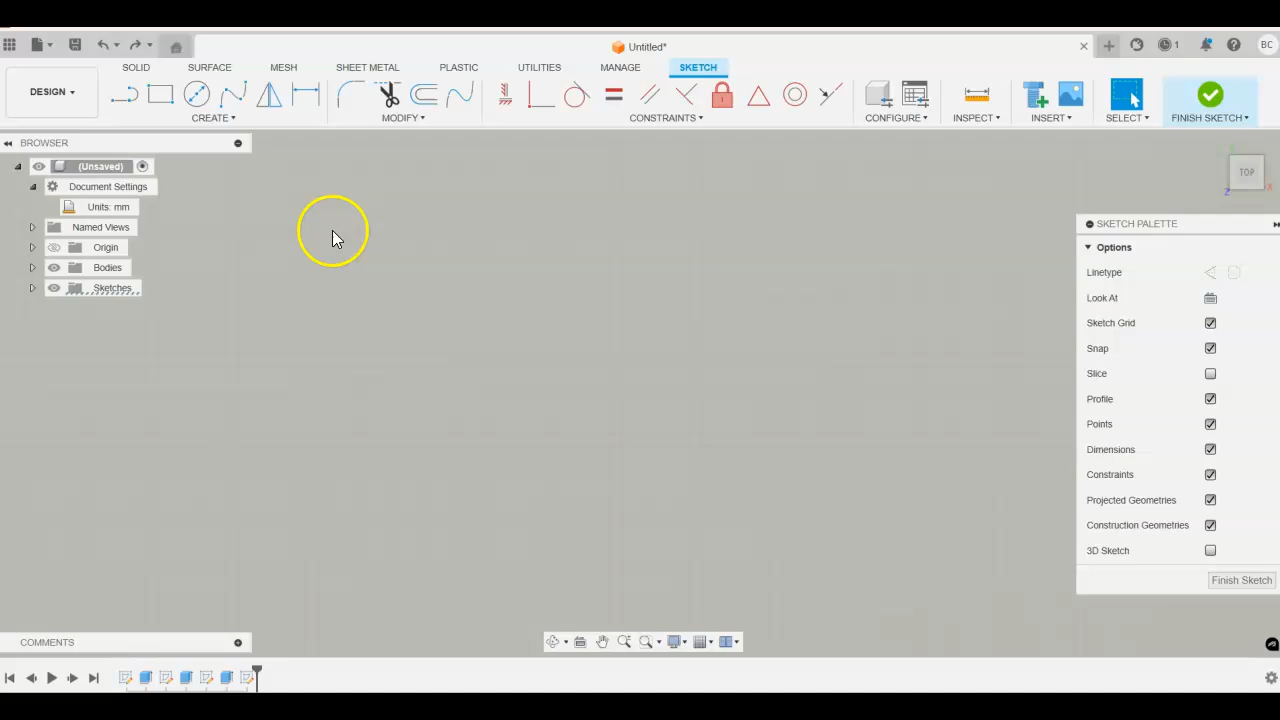 Untitled*
1
BC
SOLID
SURFACE
MESH
SHEET METAL
PLASTIC
UTILITIES
MANAGE
SKETCH
DESIGN
CREATE
MODIFY
CONSTRAINTS
CONFIGURE
INSPECT
INSERT
SELECT
FINISH SKETCH
BROWSER
(Unsaved)
Document Settings
Units: mm
Named Views
Origin
Bodies
Sketches
TOP
X
Z
SKETCH PALETTE
Options
Linetype
Look At
Sketch Grid
Snap
Slice
Profile
Points
Dimensions
Constraints
Projected Geometries
Construction Geometries
3D Sketch
Finish Sketch
COMMENTS